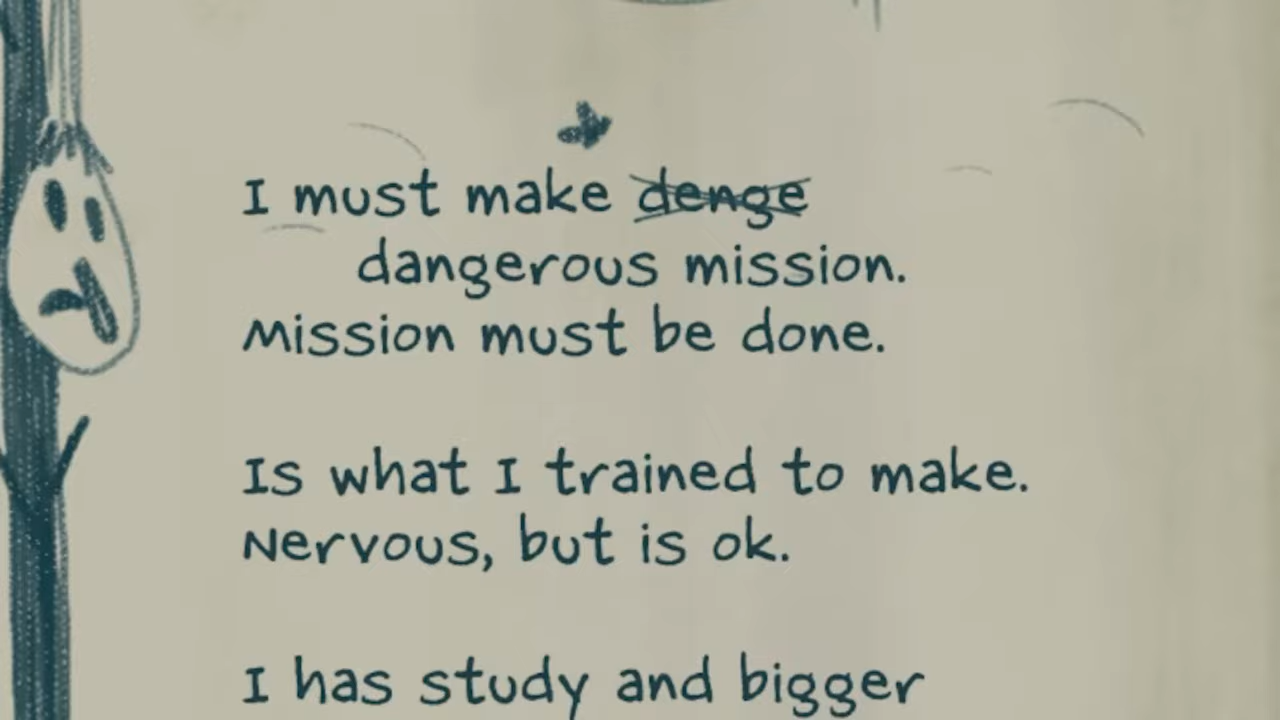 I must make denge
dangerous mission.
Mission must be done.
Is what I trained to make.
Nervous, but is ok.
I has study and bigger